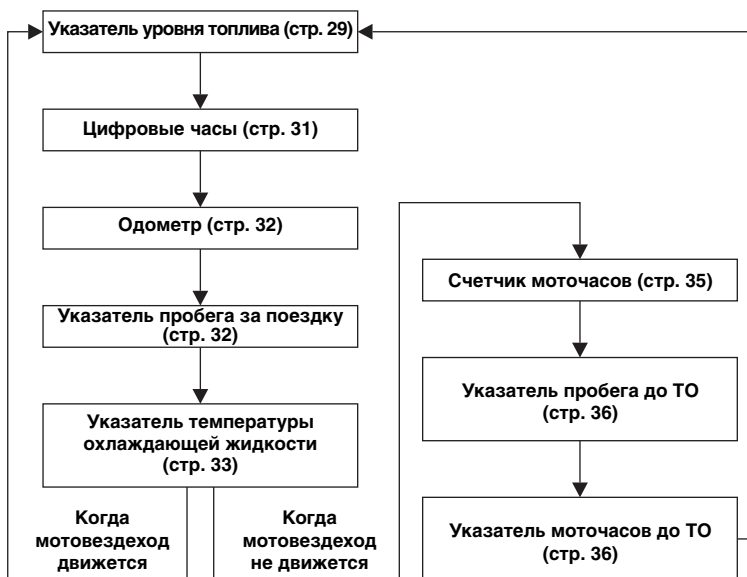 Указатель уровня топлива (стр. 29)
Цифровые часы (стр. 31)
Одометр (стр. 32)
Указатель пробега за поездку
(стр. 32)
Указатель температуры
охлаждающей жидкости
(стр. 33)
Когда
мотовездеход
движется
Когда
мотовездеход
не движется
Счетчик моточасов (стр. 35)
Указатель пробега до ТО
(стр. 36)
Указатель моточасов до ТО
(стр. 36)